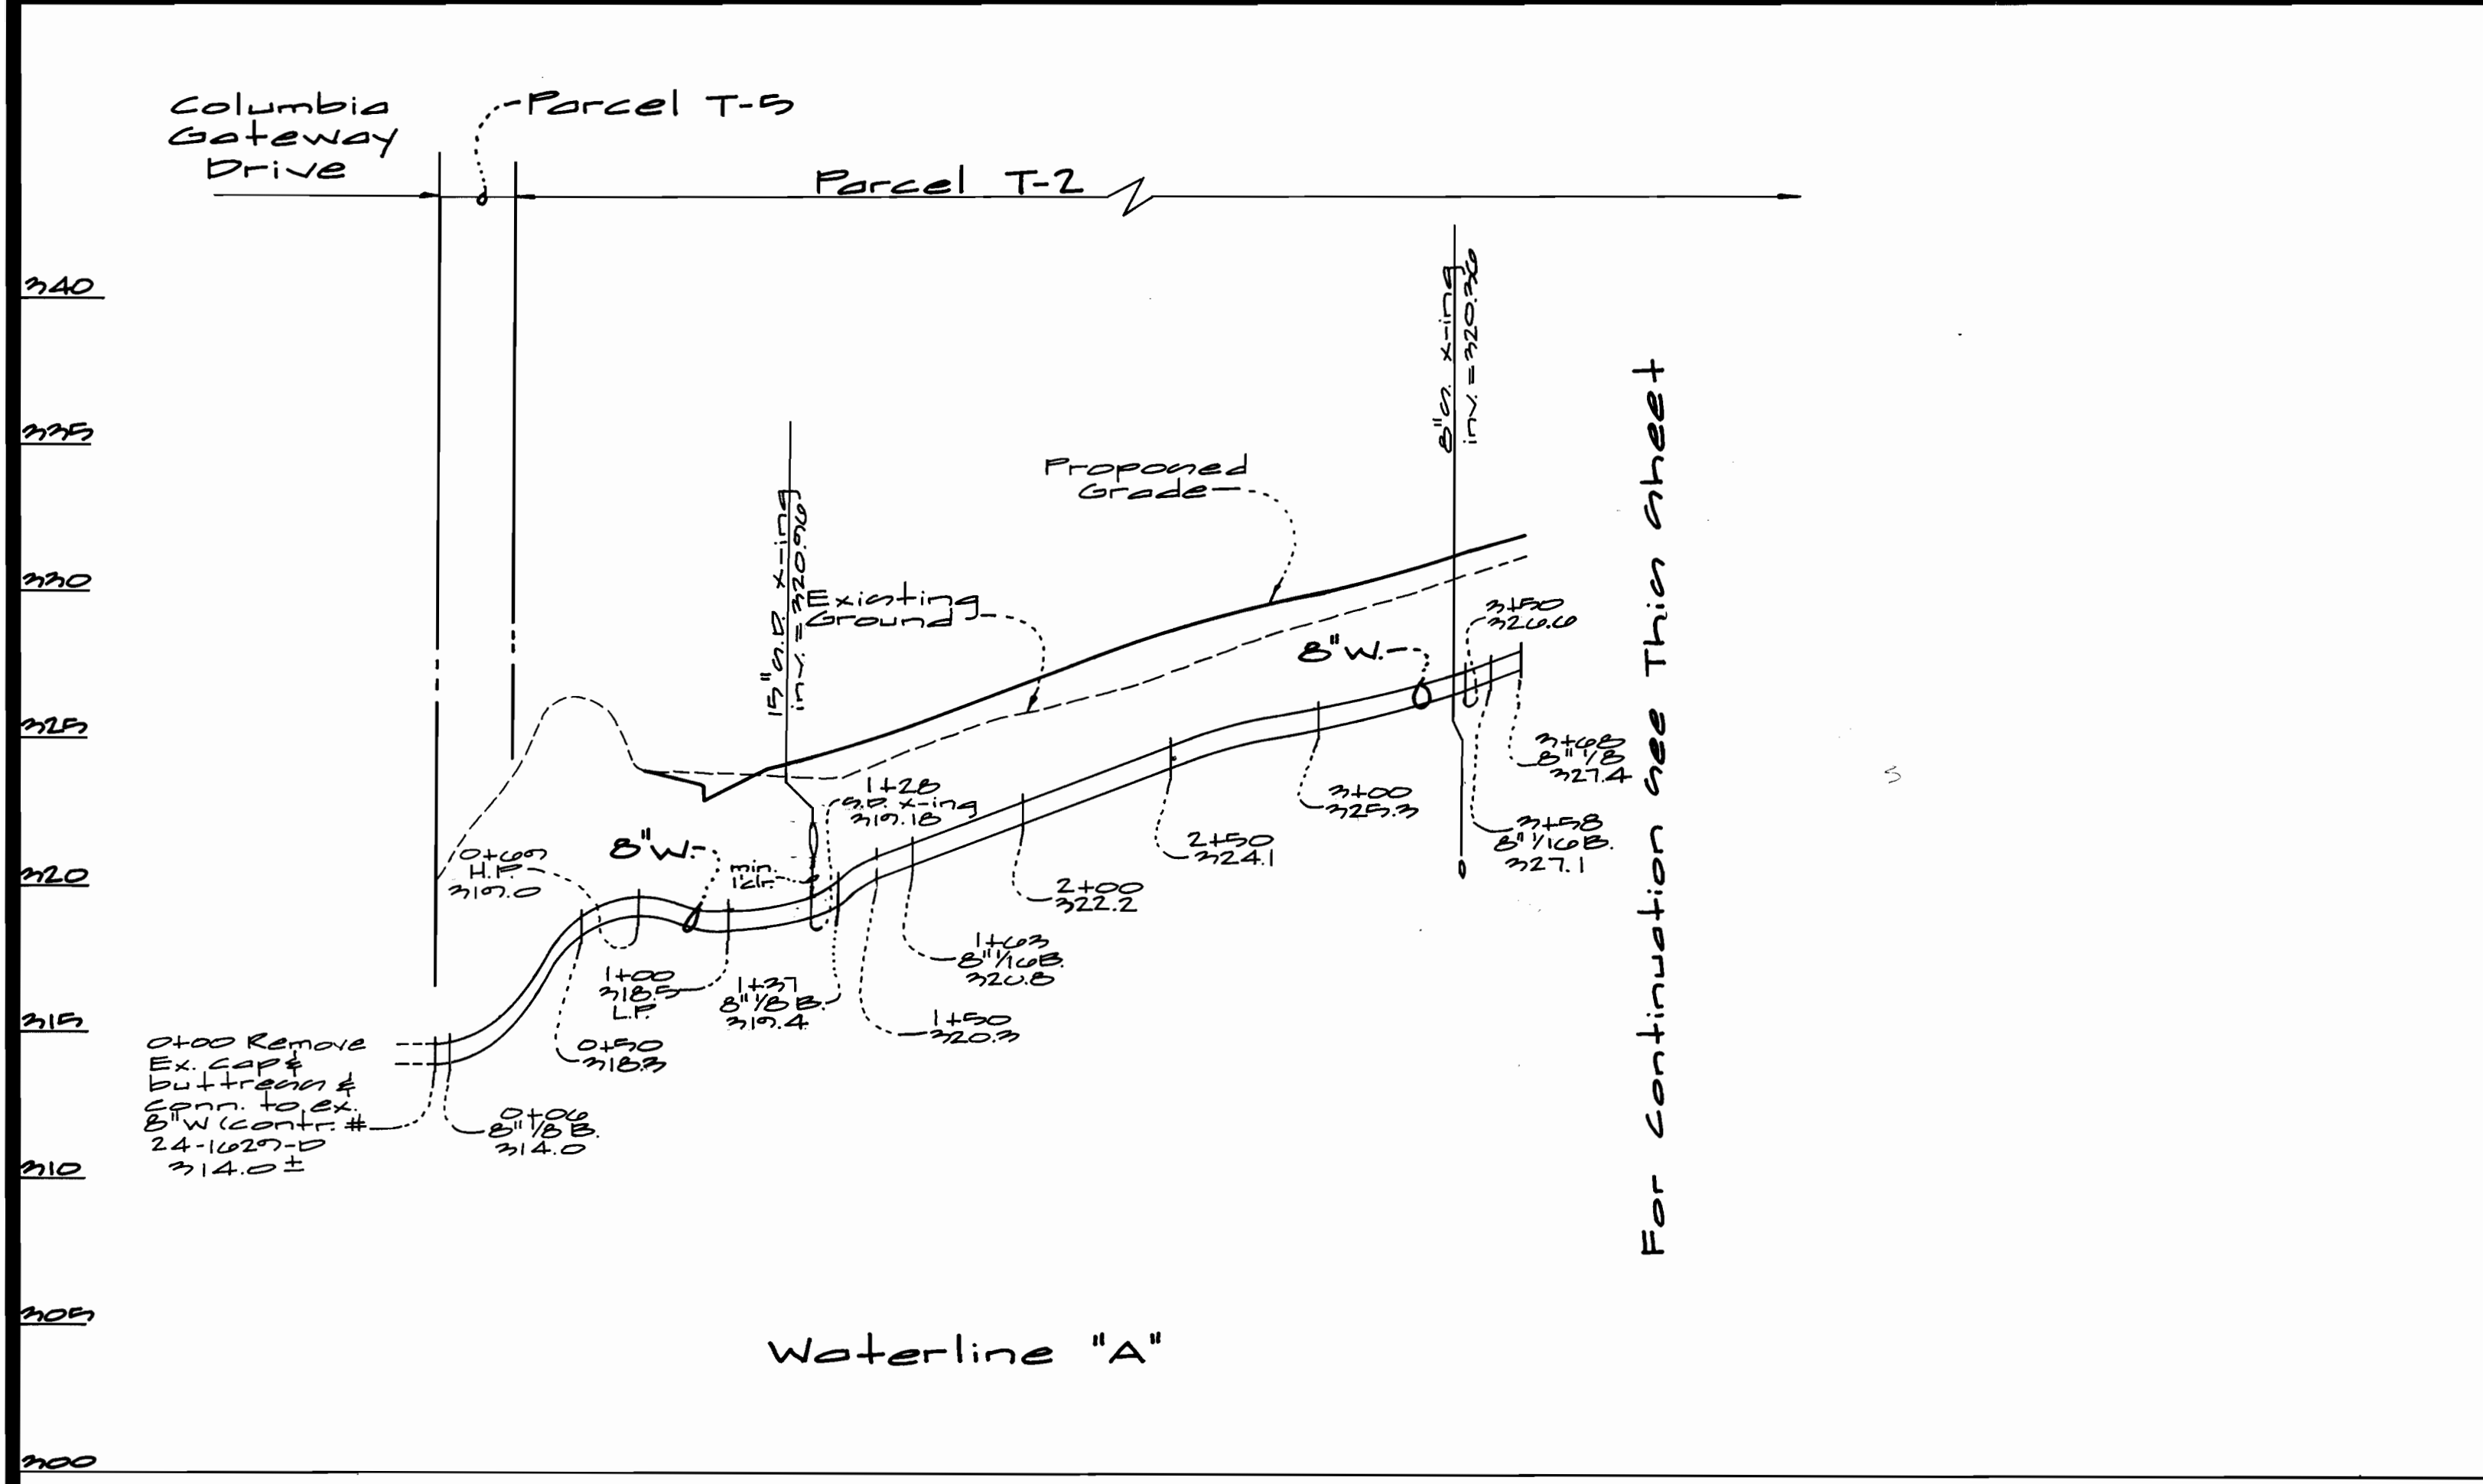 Columbia
Gateway
Drive
Parcel T-5
Parcel T-2
340
335
330
325
320
315
310
305
300
15" S.D. x-ing
inv. = 320.96
8" S. x-ing
inv. = 320.36
Proposed
Grade
Existing
Ground
8" W.
8" W.
min.
1' clr.
0+69
H.P.
319.0
1+28
S.D. x-ing
319.18
3+50
326.6
3+68
8" 1/8
327.4
3+58
8" 1/16 B.
327.1
3+00
325.3
2+50
324.1
2+00
322.2
1+63
8" 1/16 B.
320.8
1+50
320.3
1+37
8" 1/8 B.
319.4
1+00
318.5
L.P.
0+50
318.3
0+06
8" 1/8 B.
314.0
0+00 Remove
Ex. cap &
buttress &
conn. to ex.
8" W (contr. #
24-1629-D
314.0 ±
For continuation see This sheet
Waterline "A"